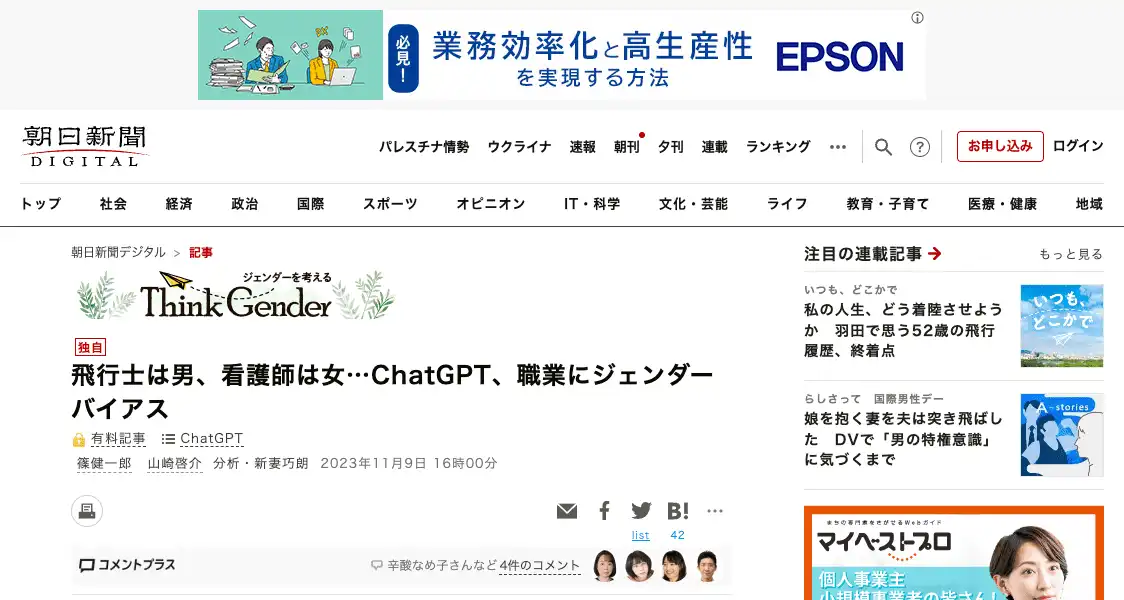 必見!
業務効率化と高生産性
を実現する方法
EPSON
朝日新聞
DIGITAL
パレスチナ情勢 ウクライナ 速報 朝刊 夕刊 連載 ランキング … ? お申し込み ログイン
トップ 社会 経済 政治 国際 スポーツ オピニオン IT・科学 文化・芸能 ライフ 教育・子育て 医療・健康 地域
朝日新聞デジタル > 記事
ジェンダーを考える
Think Gender
独自
飛行士は男、看護師は女…ChatGPT、職業にジェンダー
バイアス
有料記事 ChatGPT
篠健一郎 山崎啓介 分析・新妻巧朗 2023年11月9日 16時00分
B! …
list 42
コメントプラス 辛酸なめ子さんなど4件のコメント
注目の連載記事 もっと見る
いつも、どこかで
私の人生、どう着陸させよう
か 羽田で思う52歳の飛行
履歴、終着点
いつも、
どこかで
らしさって 国際男性デー
娘を抱く妻を夫は突き飛ばし
た DVで「男の特権意識」
に気づくまで
A-stories
まちの専門家をさがせるWebガイド
マイベストプロ
個人事業主
小規模事業者の皆さん!